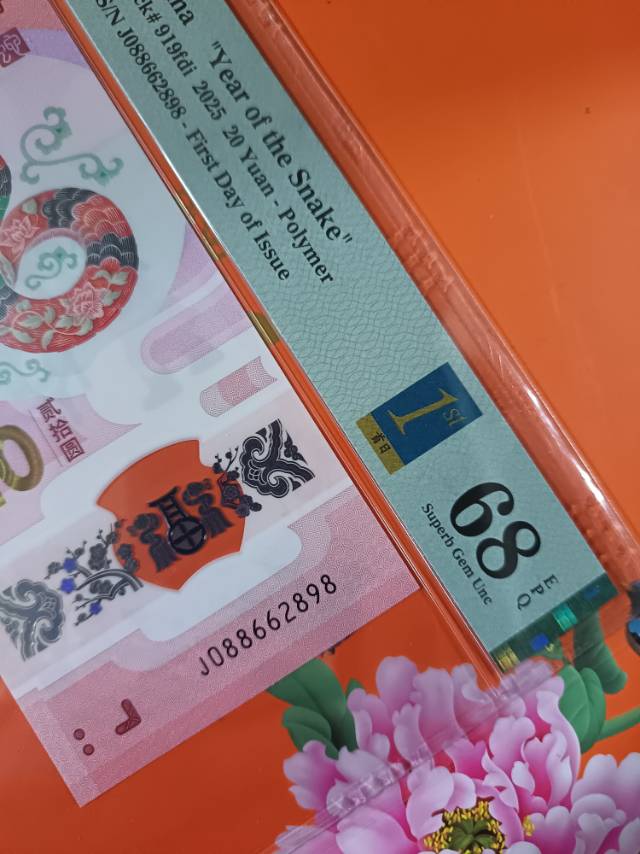 "Year of the Snake"
919fdi 2025 20 Yuan - Polymer
S/N J088662898 - First Day of Issue
1st
首日
68
EPQ
Superb Gem Unc
贰拾圆
J088662898